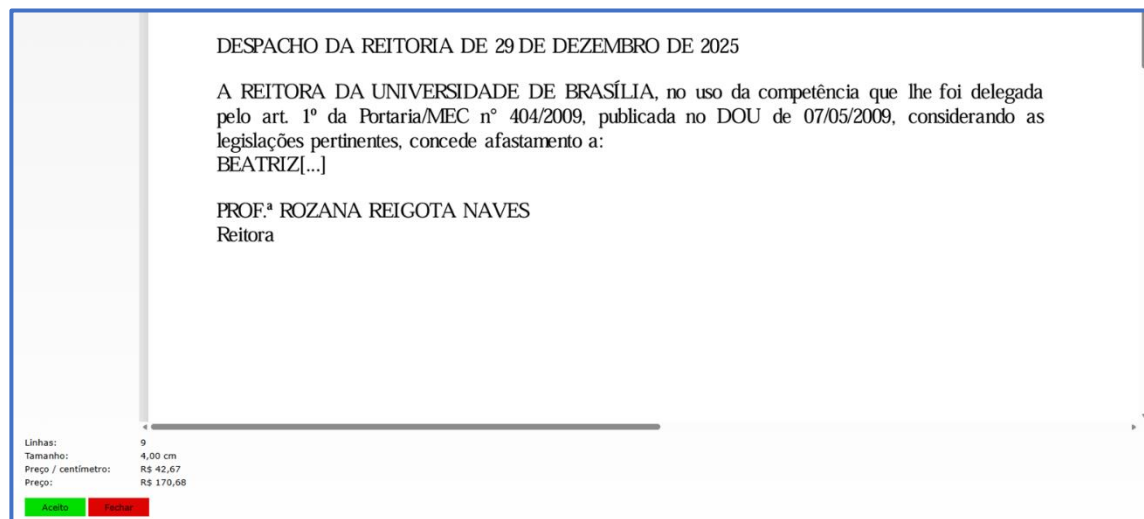 DESPACHO DA REITORIA DE 29 DE DEZEMBRO DE 2025
A REITORA DA UNIVERSIDADE DE BRASÍLIA, no uso da competência que lhe foi delegada
pelo art. 1º da Portaria/MEC n° 404/2009, publicada no DOU de 07/05/2009, considerando as
legislações pertinentes, concede afastamento a:
BEATRIZ[...]
PROF.ª ROZANA REIGOTA NAVES
Reitora
Linhas: 9
Tamanho: 4,00 cm
Preço / centímetro: R$ 42,67
Preço: R$ 170,68
Aceito Fechar